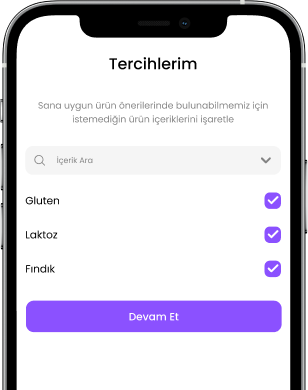 Tercihlerim
Sana uygun ürün önerilerinde bulunabilmemiz için
istemediğin ürün içeriklerini işaretle
İçerik Ara
Gluten
Laktoz
Fındık
Devam Et